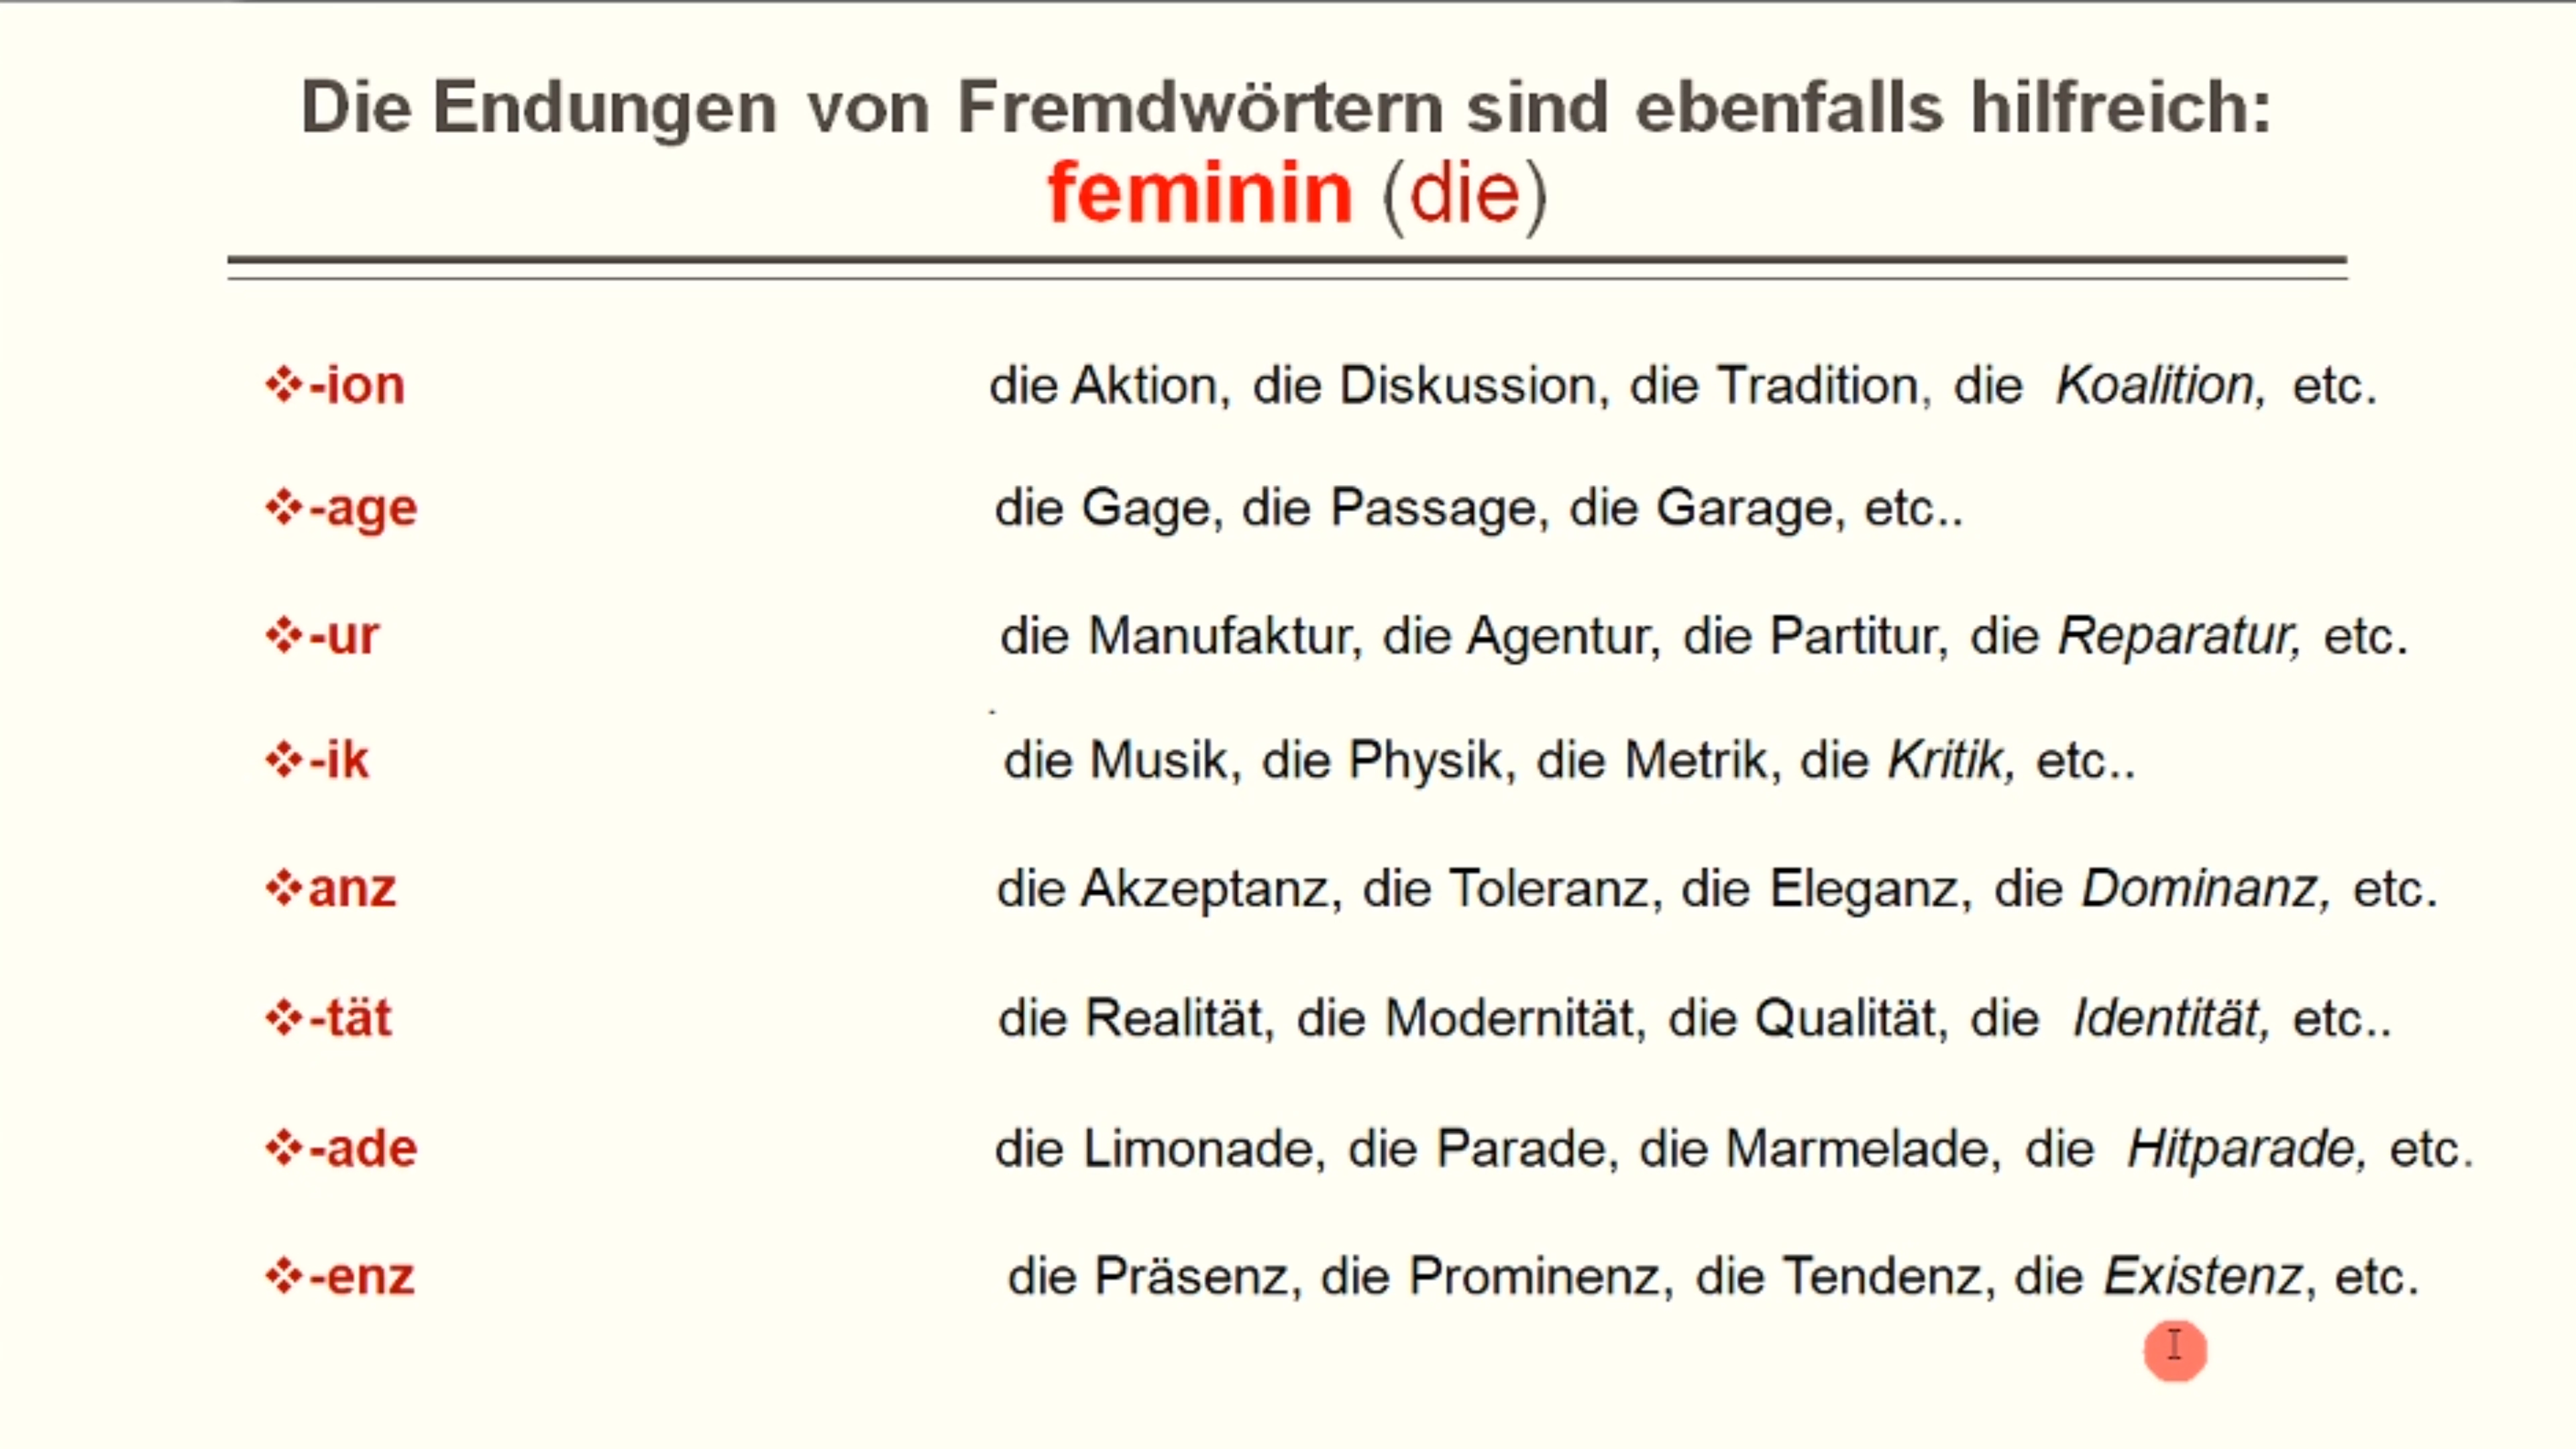 Die Endungen von Fremdwörtern sind ebenfalls hilfreich:
feminin (die)
❖-ion die Aktion, die Diskussion, die Tradition, die Koalition, etc.
❖-age die Gage, die Passage, die Garage, etc..
❖-ur die Manufaktur, die Agentur, die Partitur, die Reparatur, etc.
.
❖-ik die Musik, die Physik, die Metrik, die Kritik, etc..
❖anz die Akzeptanz, die Toleranz, die Eleganz, die Dominanz, etc.
❖-tät die Realität, die Modernität, die Qualität, die Identität, etc..
❖-ade die Limonade, die Parade, die Marmelade, die Hitparade, etc.
❖-enz die Präsenz, die Prominenz, die Tendenz, die Existenz, etc.